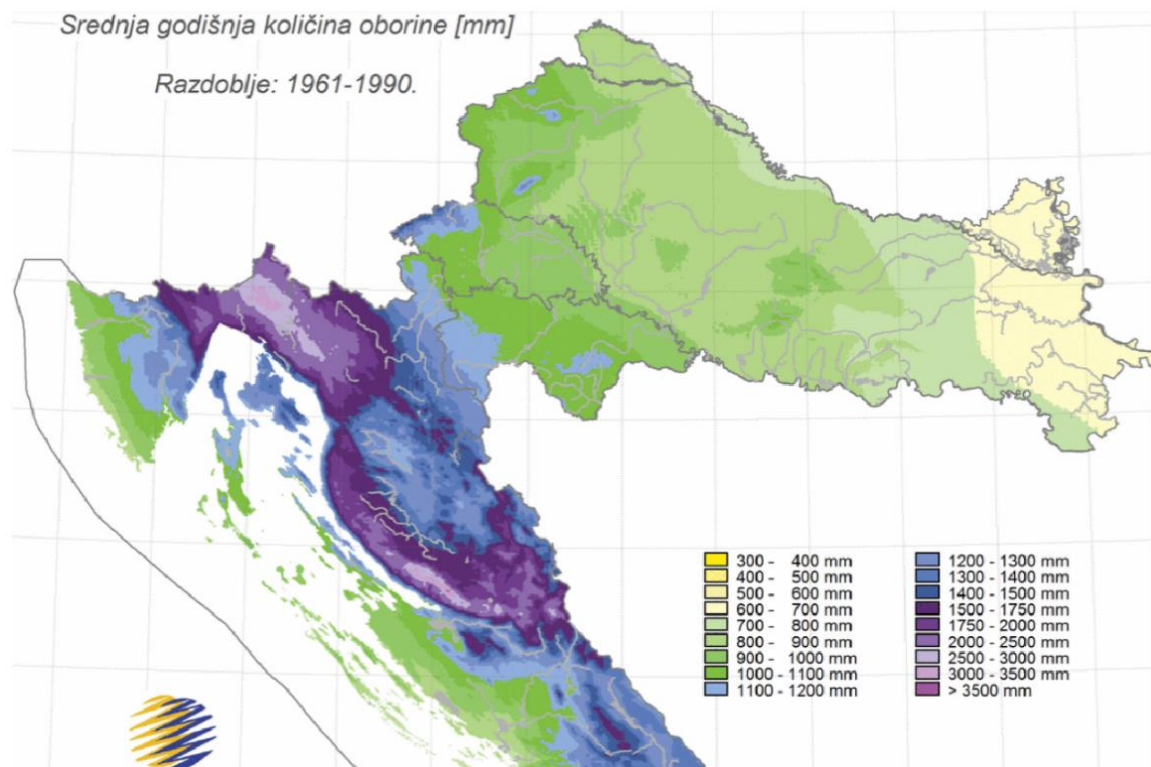 Srednja godišnja količina oborine [mm]
Razdoblje: 1961-1990.
300 - 400 mm
400 - 500 mm
500 - 600 mm
600 - 700 mm
700 - 800 mm
800 - 900 mm
900 - 1000 mm
1000 - 1100 mm
1100 - 1200 mm
1200 - 1300 mm
1300 - 1400 mm
1400 - 1500 mm
1500 - 1750 mm
1750 - 2000 mm
2000 - 2500 mm
2500 - 3000 mm
3000 - 3500 mm
> 3500 mm